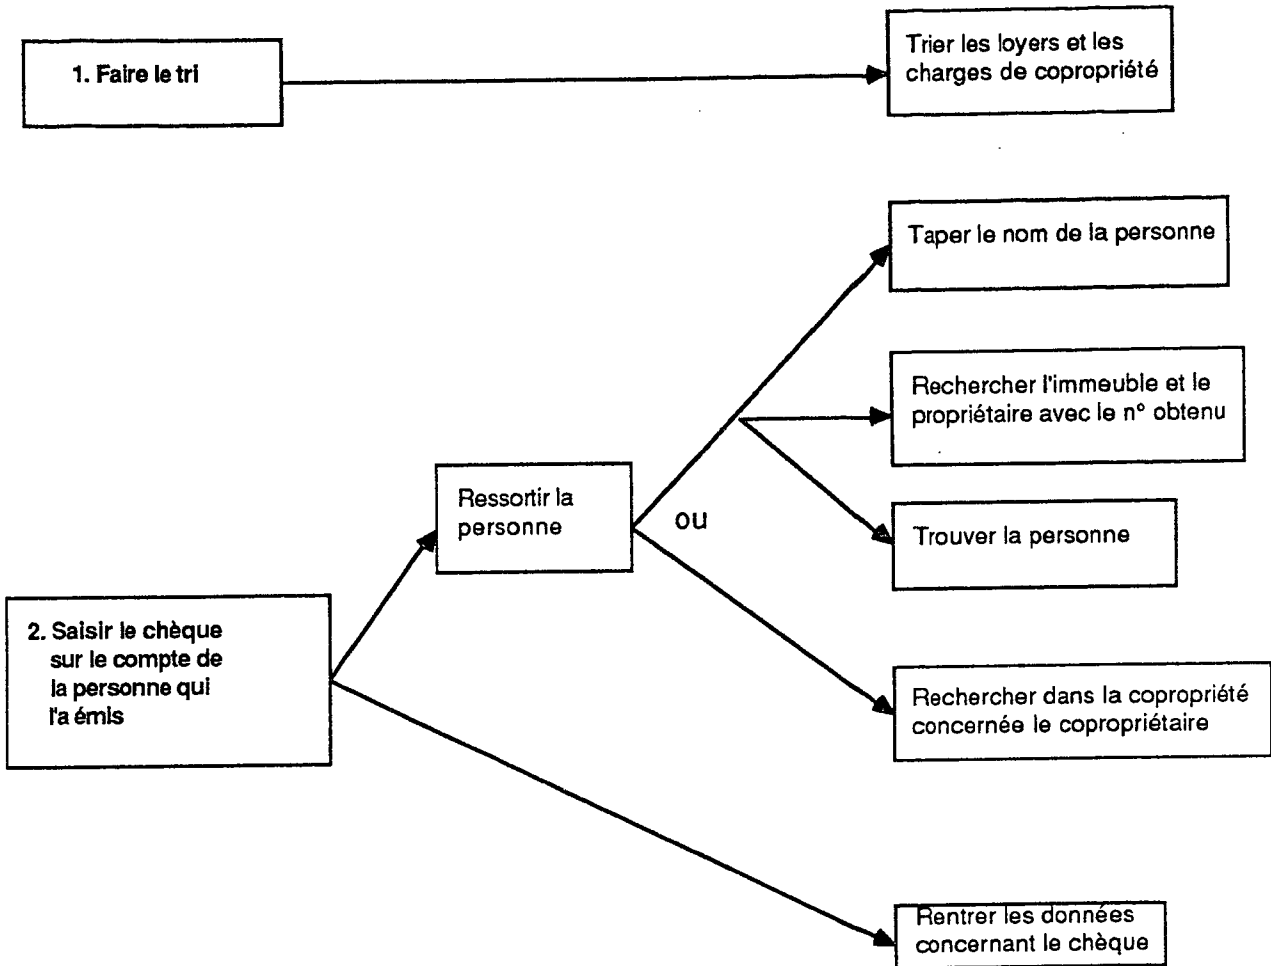 1. Faire le tri
Trier les loyers et les
charges de copropriété
Taper le nom de la personne
Rechercher l'immeuble et le
propriétaire avec le n° obtenu
Ressortir la
personne
ou
Trouver la personne
2. Saisir le chèque
sur le compte de
la personne qui
l'a émis
Rechercher dans la copropriété
concernée le copropriétaire
Rentrer les données
concernant le chèque